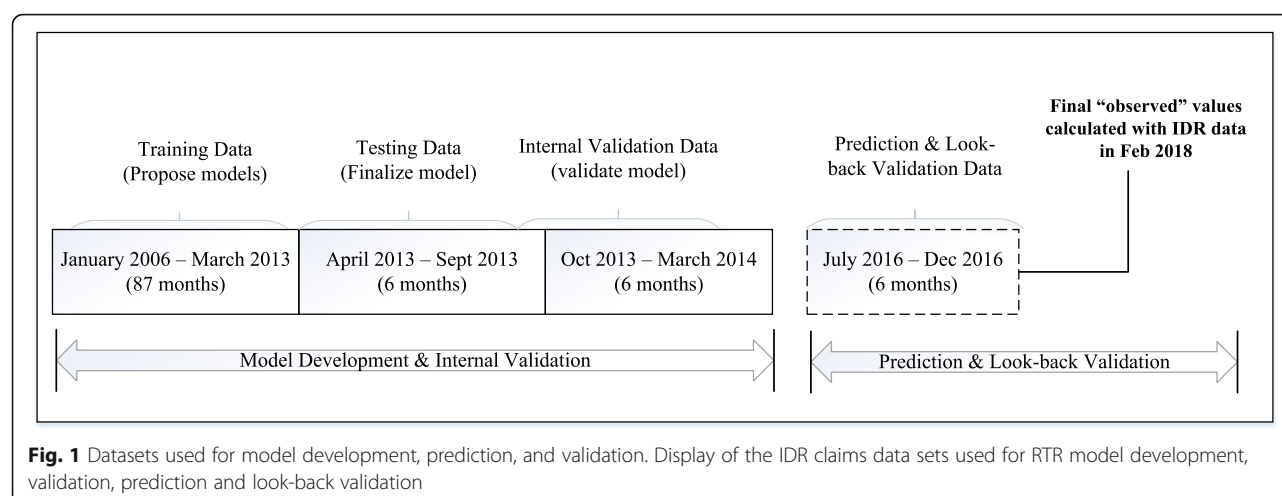 Training Data
(Propose models)
Testing Data
(Finalize model)
Internal Validation Data
(validate model)
Prediction & Look-
back Validation Data
Final “observed” values
calculated with IDR data
in Feb 2018
January 2006 – March 2013
(87 months)
April 2013 – Sept 2013
(6 months)
Oct 2013 – March 2014
(6 months)
July 2016 – Dec 2016
(6 months)
Model Development & Internal Validation
Prediction & Look-back Validation
Fig. 1 Datasets used for model development, prediction, and validation. Display of the IDR claims data sets used for RTR model development,
validation, prediction and look-back validation